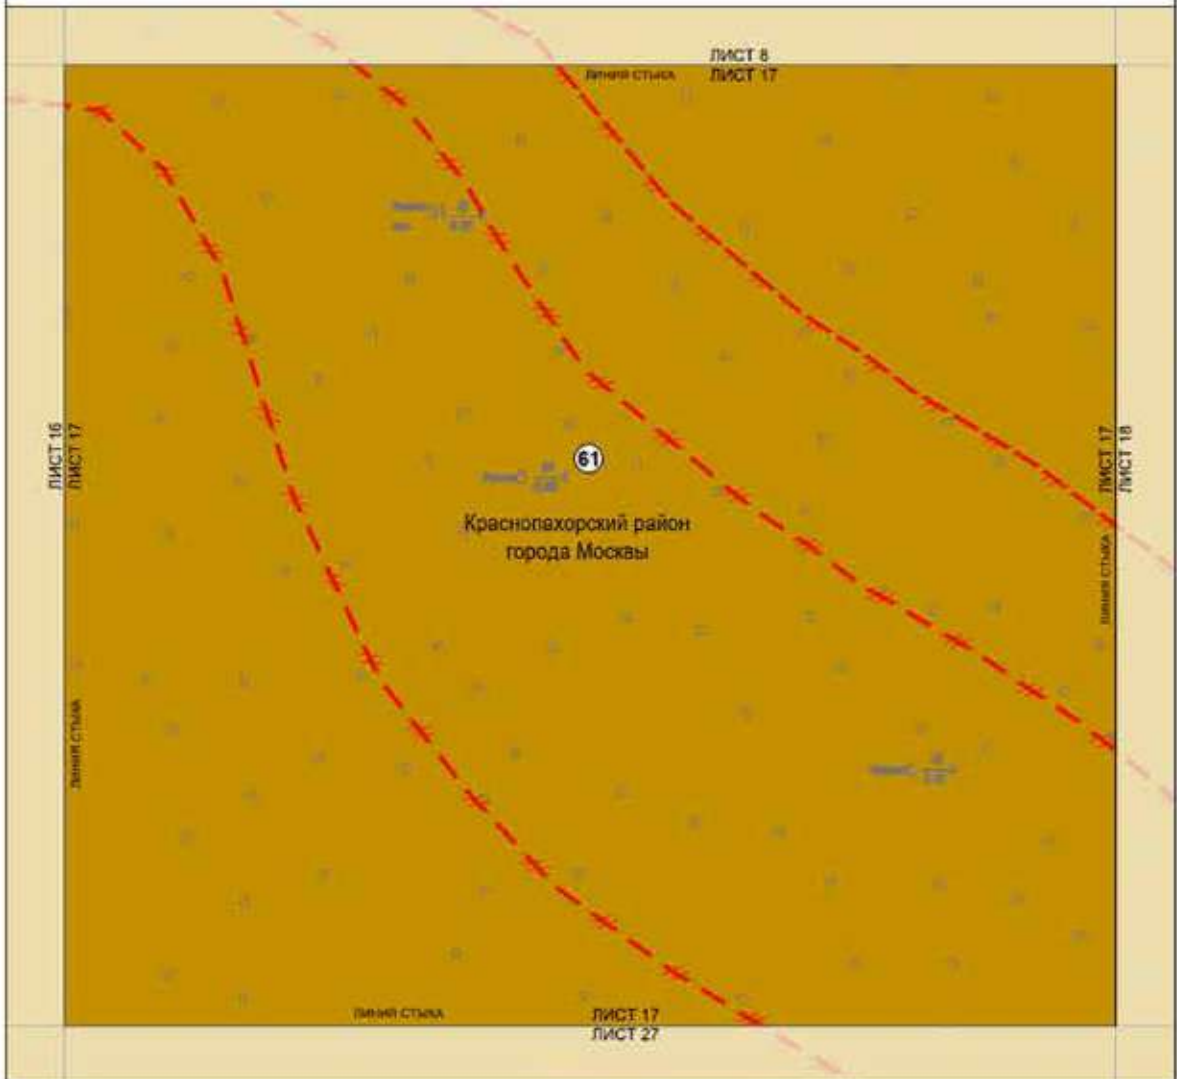 ЛИСТ 8
ЛИНИЯ СТЫКА
ЛИСТ 17
ЛИСТ 16
ЛИСТ 17
ЛИСТ 17
ЛИСТ 18
61
Краснопахорский район
города Москвы
ЛИНИЯ СТЫКА
ЛИНИЯ СТЫКА
ЛИНИЯ СТЫКА
ЛИСТ 17
ЛИСТ 27